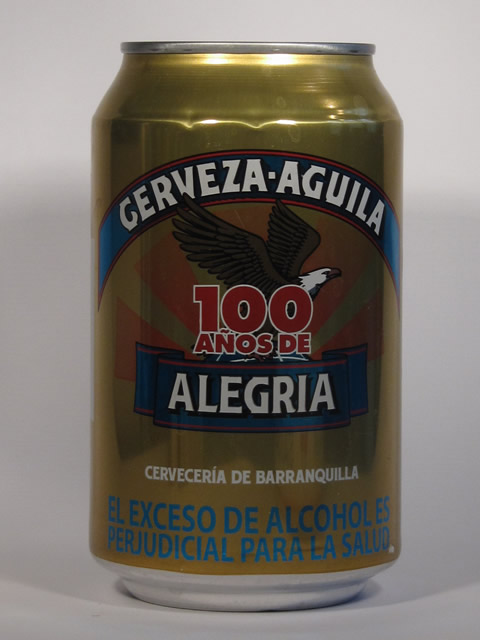 CERVEZA-AGUILA
100
AÑOS DE
ALEGRIA
CERVECERÍA DE BARRANQUILLA
EL EXCESO DE ALCOHOL ES
PERJUDICIAL PARA LA SALUD